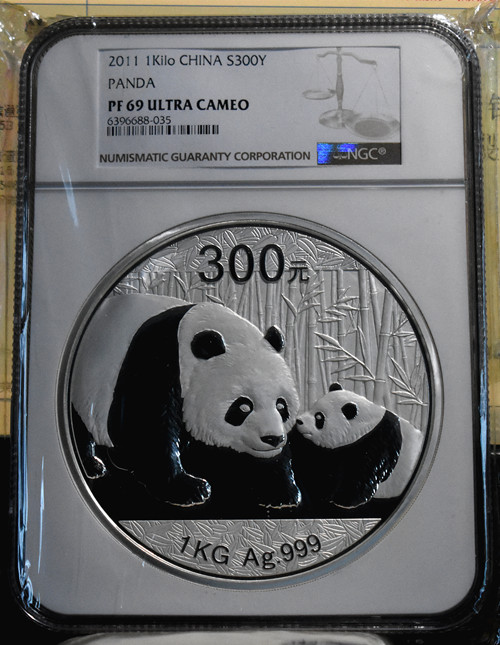 2011 1Kilo CHINA S300Y
PANDA
PF 69 ULTRA CAMEO
6396688-035
NUMISMATIC GUARANTY CORPORATION
NGC®
300元
1KG Ag.999